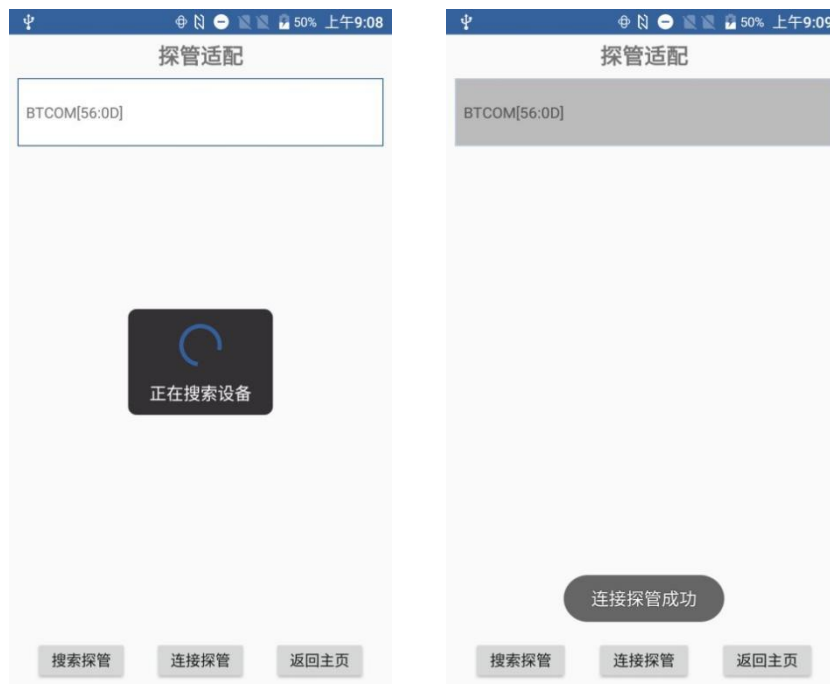 50% 上午9:08
探管适配
BTCOM[56:0D]
正在搜索设备
搜索探管 连接探管 返回主页
50% 上午9:09
探管适配
BTCOM[56:0D]
连接探管成功
搜索探管 连接探管 返回主页